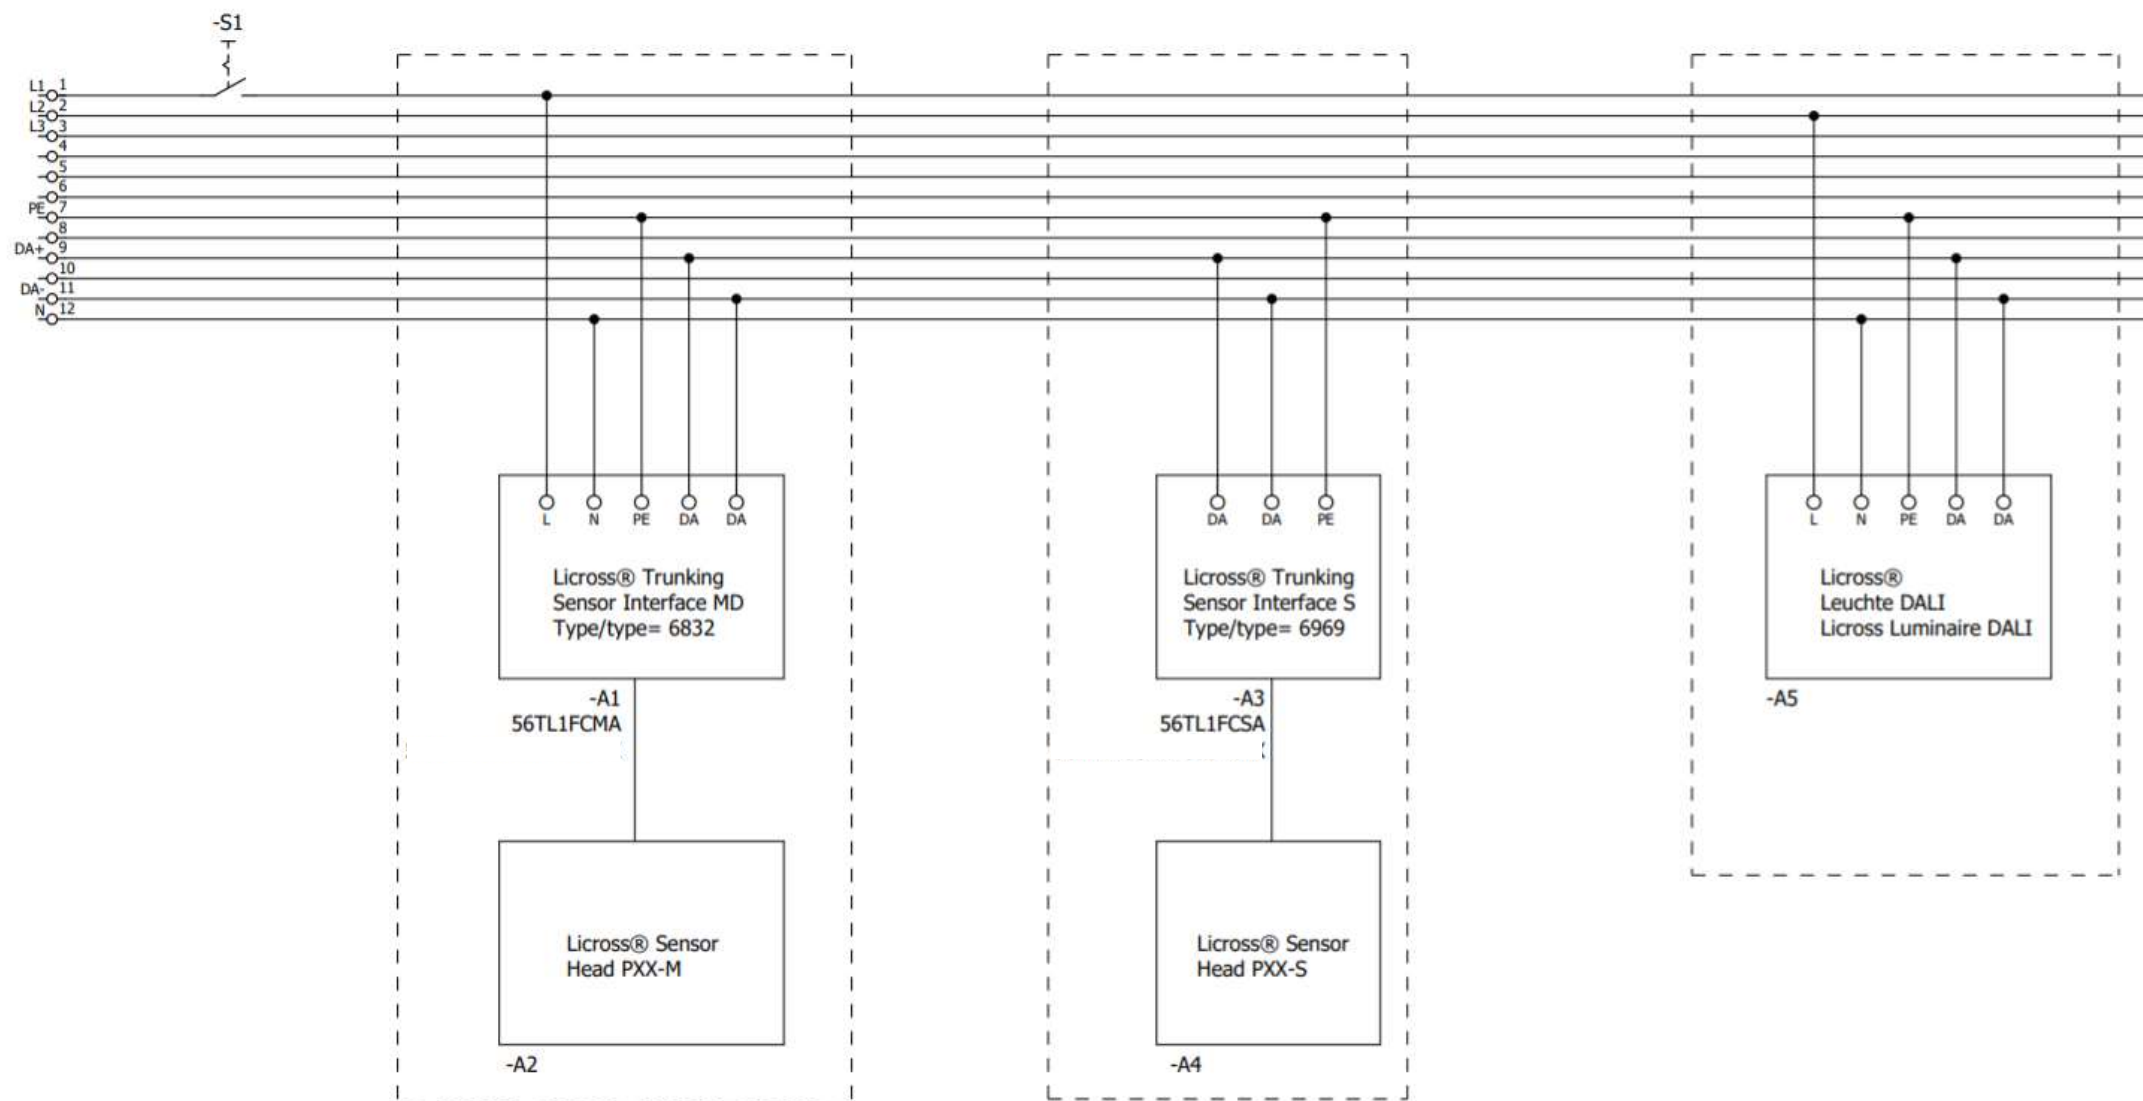 -S1
L1 1
L2 2
L3 3
4
5
6
PE 7
8
DA+ 9
10
DA- 11
N 12
L N PE DA DA
DA DA PE
L N PE DA DA
Licross® Trunking
Sensor Interface MD
Type/type= 6832
Licross® Trunking
Sensor Interface S
Type/type= 6969
Licross®
Leuchte DALI
Licross Luminaire DALI
-A1
56TL1FCMA
-A3
56TL1FCSA
-A5
Licross® Sensor
Head PXX-M
Licross® Sensor
Head PXX-S
-A2
-A4